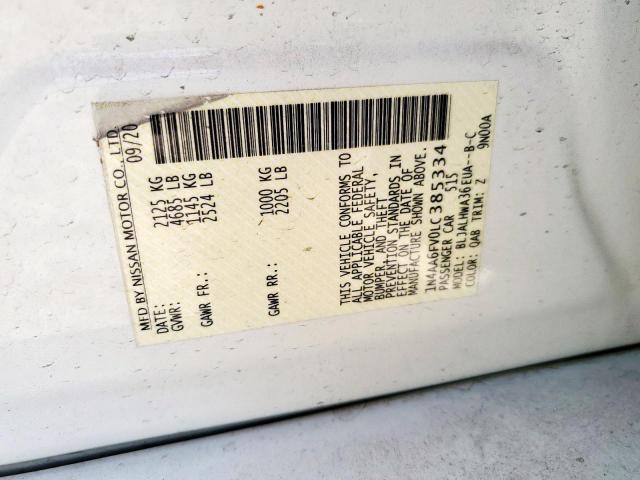 MFD BY NISSAN MOTOR CO., LTD.
DATE: 09/20
GVWR: 2125 KG
4685 LB
GAWR FR.: 1145 KG
2524 LB
GAWR RR.: 1000 KG
2205 LB
THIS VEHICLE CONFORMS TO
ALL APPLICABLE FEDERAL
MOTOR VEHICLE SAFETY,
BUMPER, AND THEFT
PREVENTION STANDARDS IN
EFFECT ON THE DATE OF
MANUFACTURE SHOWN ABOVE.
1N4AA6FV0LC385334
PASSENGER CAR 515
MODEL: BLJALHWA36EUA--B-C
COLOR: QAB TRIM: Z 9N00A